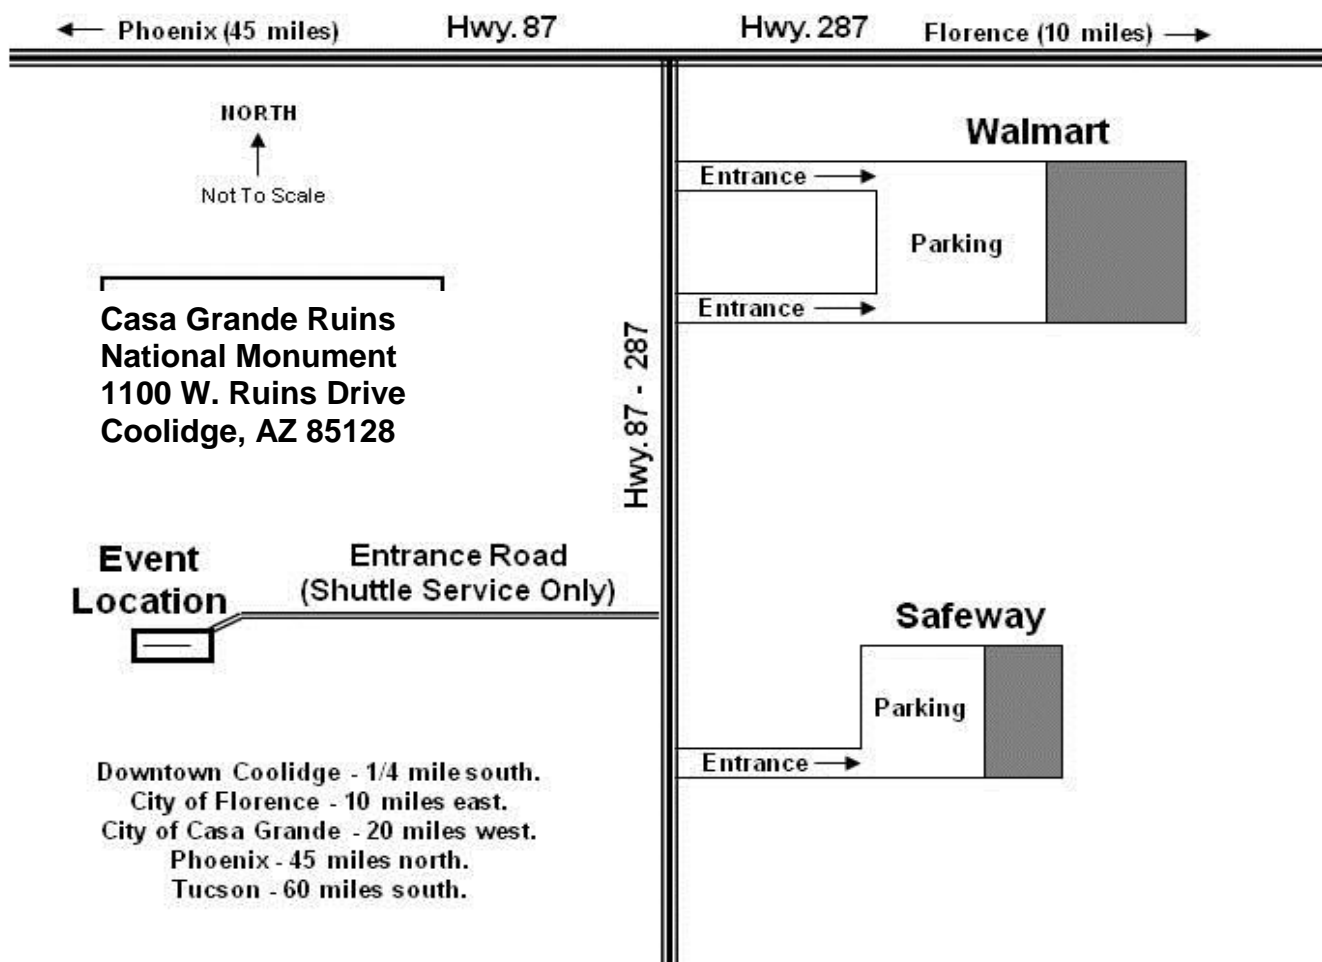 Phoenix (45 miles)
Hwy. 87
Hwy. 287
Florence (10 miles)
NORTH
Not To Scale
Walmart
Entrance
Parking
Entrance
Casa Grande Ruins
National Monument
1100 W. Ruins Drive
Coolidge, AZ 85128
Hwy. 87 - 287
Event
Location
Entrance Road
(Shuttle Service Only)
Safeway
Parking
Entrance
Downtown Coolidge - 1/4 mile south.
City of Florence - 10 miles east.
City of Casa Grande - 20 miles west.
Phoenix - 45 miles north.
Tucson - 60 miles south.